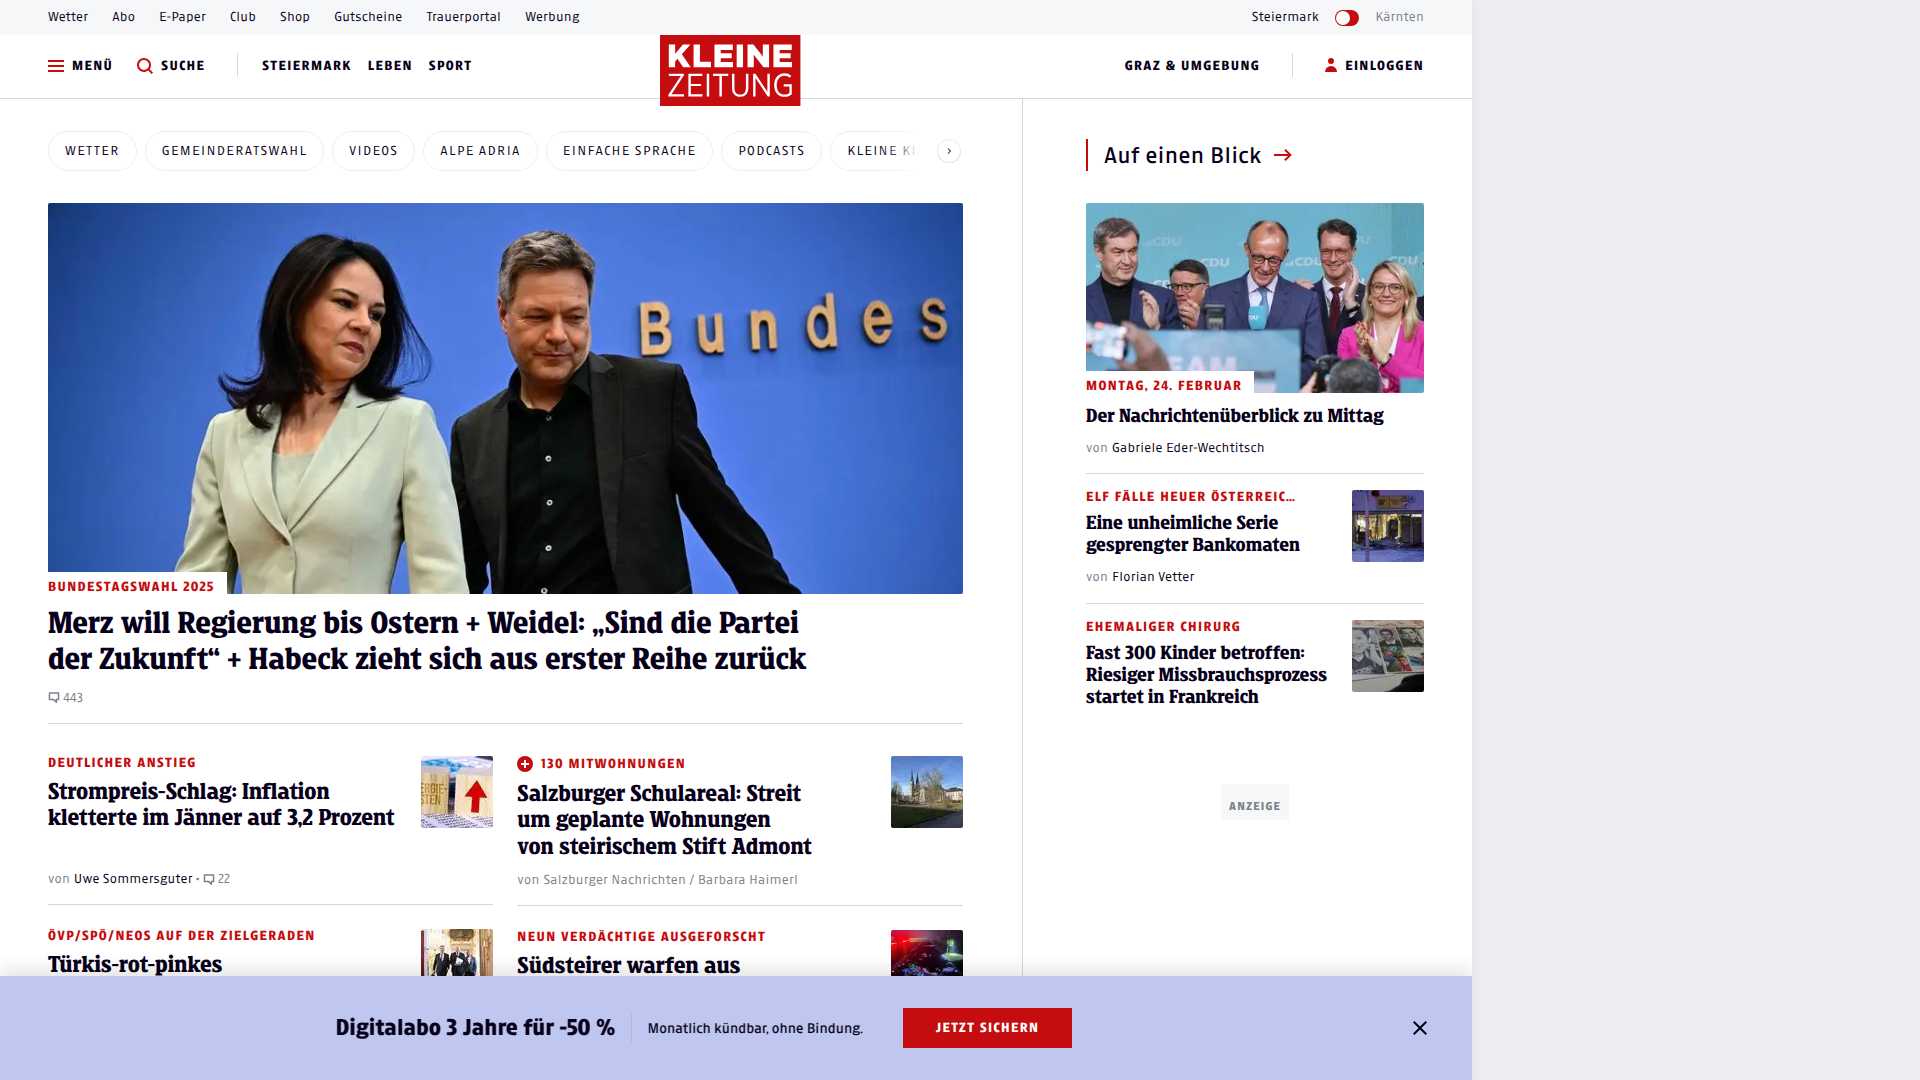 Wetter Abo E-Paper Club Shop Gutscheine Trauerportal Werbung Steiermark Kärnten
MENÜ SUCHE STEIERMARK LEBEN SPORT KLEINE ZEITUNG GRAZ & UMGEBUNG EINLOGGEN
WETTER GEMEINDERATSWAHL VIDEOS ALPE ADRIA EINFACHE SPRACHE PODCASTS KLEINE
Bundes
BUNDESTAGSWAHL 2025
Merz will Regierung bis Ostern + Weidel: „Sind die Partei
der Zukunft“ + Habeck zieht sich aus erster Reihe zurück
443
DEUTLICHER ANSTIEG
Strompreis-Schlag: Inflation
kletterte im Jänner auf 3,2 Prozent
von Uwe Sommersguter • 22
130 MITWOHNUNGEN
Salzburger Schulareal: Streit
um geplante Wohnungen
von steirischem Stift Admont
von Salzburger Nachrichten / Barbara Haimerl
ÖVP/SPÖ/NEOS AUF DER ZIELGERADEN
Türkis-rot-pinkes
NEUN VERDÄCHTIGE AUSGEFORSCHT
Südsteirer warfen aus
Auf einen Blick →
CDU
CDU
CDU
CDU
CDU
MONTAG, 24. FEBRUAR
Der Nachrichtenüberblick zu Mittag
von Gabriele Eder-Wechtitsch
ELF FÄLLE HEUER ÖSTERREIC...
Eine unheimliche Serie
gesprengter Bankomaten
von Florian Vetter
EHEMALIGER CHIRURG
Fast 300 Kinder betroffen:
Riesiger Missbrauchsprozess
startet in Frankreich
ANZEIGE
Digitalabo 3 Jahre für -50 % Monatlich kündbar, ohne Bindung. JETZT SICHERN